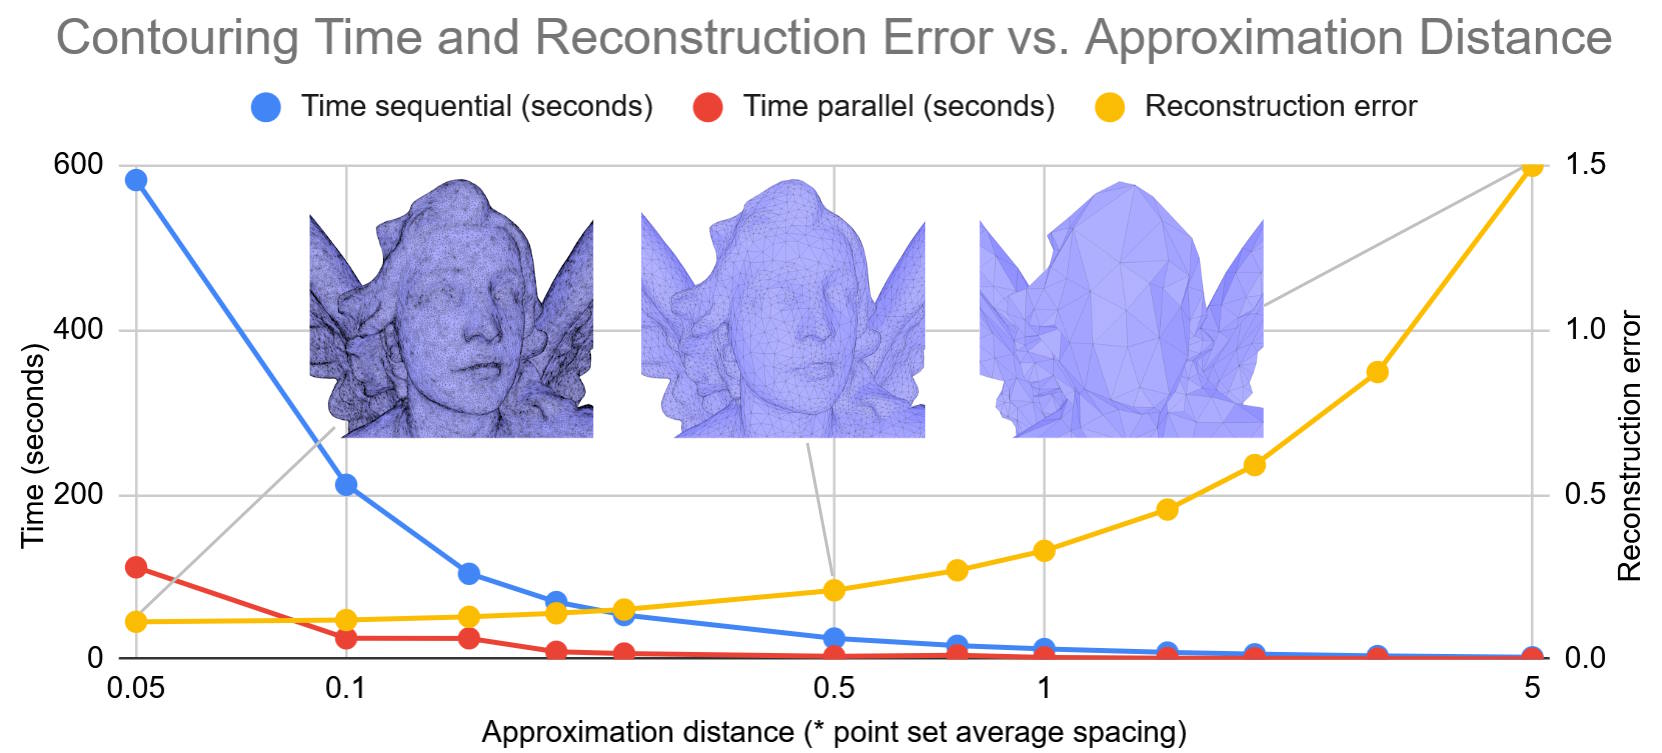 Contouring Time and Reconstruction Error vs. Approximation Distance
Time sequential (seconds) Time parallel (seconds) Reconstruction error
600 1.5
400 1.0
200 0.5
0 0.0
Time (seconds)
Reconstruction error
0.05 0.1 0.5 1 5
Approximation distance (* point set average spacing)